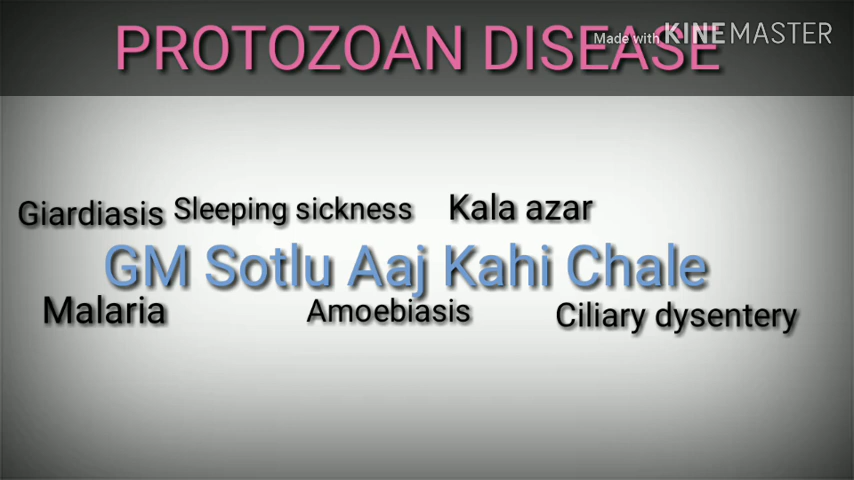 PROTOZOAN DISEASE
Made with KINEMASTER
Giardiasis Sleeping sickness Kala azar
GM Sotlu Aaj Kahi Chale
Malaria Amoebiasis Ciliary dysentery